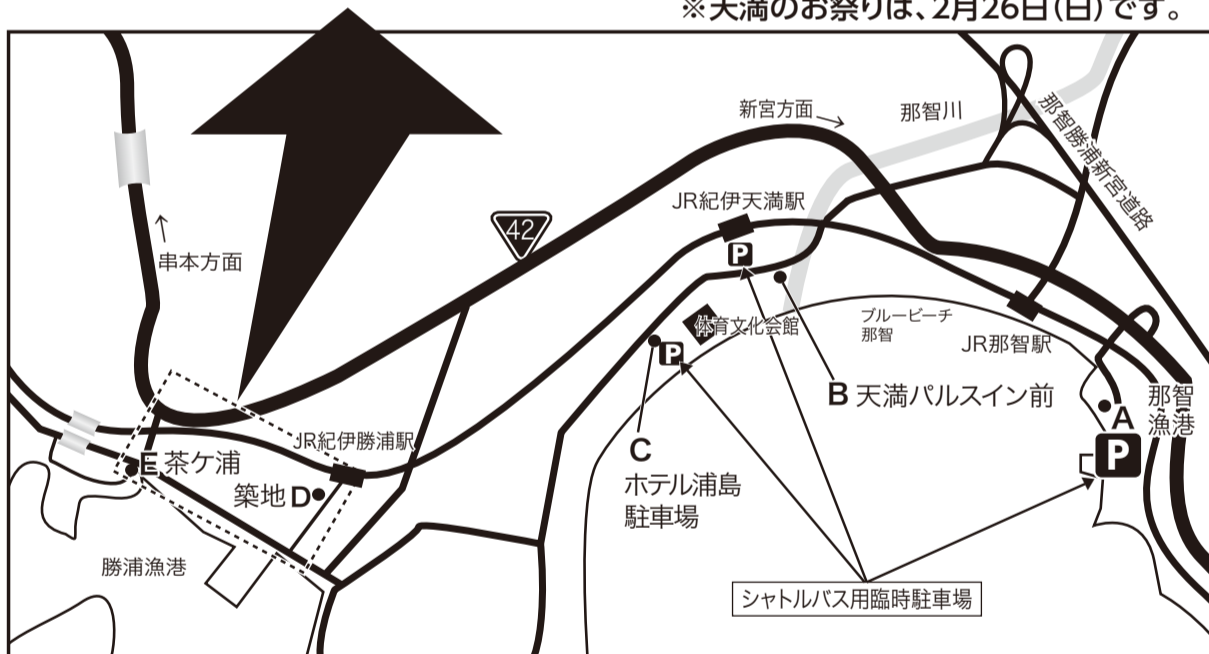 ※天満のお祭りは、2月26日(日)です。
新宮方面
那智川
那智勝浦新宮道路
JR紀伊天満駅
42
P
串本方面
体育文化会館
ブルービーチ
那智
JR那智駅
P
B 天満パルスイン前
A
那智
漁港
P
C
ホテル浦島
駐車場
JR紀伊勝浦駅
E 茶ケ浦
築地 D
勝浦漁港
シャトルバス用臨時駐車場